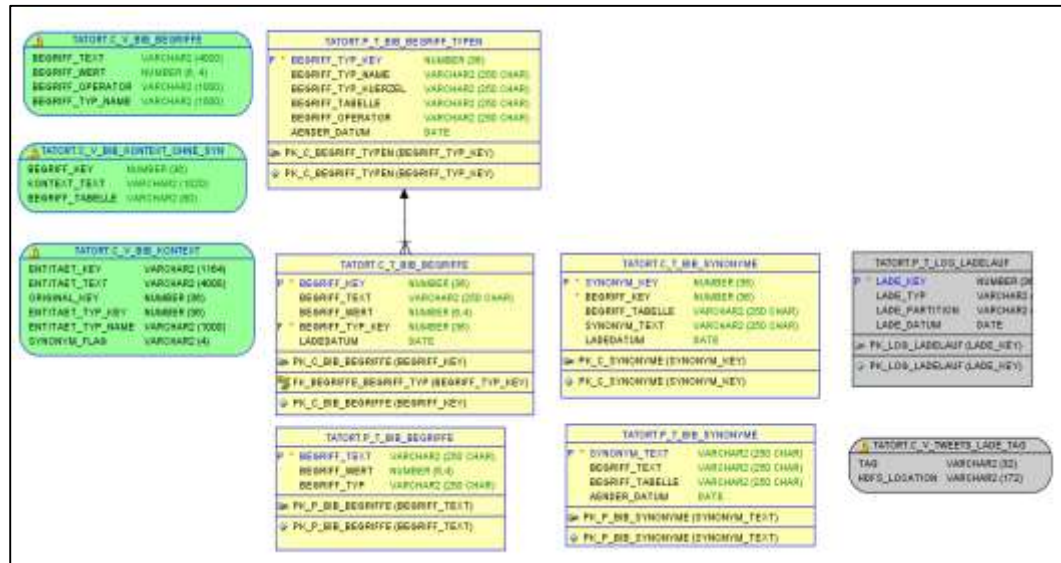 TATORT.C_V_BIB_BEGRIFFE
BEGRIFF_TEXT VARCHAR2 (4000)
BEGRIFF_WERT NUMBER (6, 4)
BEGRIFF_OPERATOR VARCHAR2 (1000)
BEGRIFF_TYP_NAME VARCHAR2 (1000)
TATORT.C_V_BIB_KONTEXT_OHNE_SYN
BEGRIFF_KEY NUMBER (38)
KONTEXT_TEXT VARCHAR2 (1020)
BEGRIFF_TABELLE VARCHAR2 (80)
TATORT.C_V_BIB_KONTEXT
ENTITAET_KEY VARCHAR2 (1164)
ENTITAET_TEXT VARCHAR2 (4000)
ORIGINAL_KEY NUMBER (38)
ENTITAET_TYP_KEY NUMBER (38)
ENTITAET_TYP_NAME VARCHAR2 (1000)
SYNONYM_FLAG VARCHAR2 (4)
TATORT.P_T_BIB_BEGRIFF_TYPEN
P * BEGRIFF_TYP_KEY NUMBER (38)
BEGRIFF_TYP_NAME VARCHAR2 (250 CHAR)
BEGRIFF_TYP_KUERZEL VARCHAR2 (250 CHAR)
BEGRIFF_TABELLE VARCHAR2 (250 CHAR)
BEGRIFF_OPERATOR VARCHAR2 (250 CHAR)
AENDER_DATUM DATE
PK_C_BEGRIFF_TYPEN (BEGRIFF_TYP_KEY)
PK_C_BEGRIFF_TYPEN (BEGRIFF_TYP_KEY)
TATORT.C_T_BIB_BEGRIFFE
P * BEGRIFF_KEY NUMBER (38)
BEGRIFF_TEXT VARCHAR2 (250 CHAR)
BEGRIFF_WERT NUMBER (6,4)
F * BEGRIFF_TYP_KEY NUMBER (38)
LADEDATUM DATE
PK_C_BIB_BEGRIFFE (BEGRIFF_KEY)
FK_BEGRIFFE_BEGRIFF_TYP (BEGRIFF_TYP_KEY)
PK_C_BIB_BEGRIFFE (BEGRIFF_KEY)
TATORT.P_T_BIB_BEGRIFFE
P * BEGRIFF_TEXT VARCHAR2 (250 CHAR)
BEGRIFF_WERT NUMBER (6,4)
BEGRIFF_TYP VARCHAR2 (250 CHAR)
PK_P_BIB_BEGRIFFE (BEGRIFF_TEXT)
PK_P_BIB_BEGRIFFE (BEGRIFF_TEXT)
TATORT.C_T_BIB_SYNONYME
P * SYNONYM_KEY NUMBER (38)
* BEGRIFF_KEY NUMBER (38)
BEGRIFF_TABELLE VARCHAR2 (250 CHAR)
SYNONYM_TEXT VARCHAR2 (250 CHAR)
LADEDATUM DATE
PK_C_SYNONYME (SYNONYM_KEY)
PK_C_SYNONYME (SYNONYM_KEY)
TATORT.P_T_BIB_SYNONYME
P * SYNONYM_TEXT VARCHAR2 (250 CHAR)
BEGRIFF_TEXT VARCHAR2 (250 CHAR)
BEGRIFF_TABELLE VARCHAR2 (250 CHAR)
AENDER_DATUM DATE
PK_P_BIB_SYNONYME (SYNONYM_TEXT)
PK_P_BIB_SYNONYME (SYNONYM_TEXT)
TATORT.P_T_LOG_LADELAUF
P * LADE_KEY NUMBER (38
LADE_TYP VARCHAR2 (
LADE_PARTITION VARCHAR2 (
LADE_DATUM DATE
PK_LOG_LADELAUF (LADE_KEY)
PK_LOG_LADELAUF (LADE_KEY)
TATORT.C_V_TWEETS_LADE_TAG
TAG VARCHAR2 (32)
HDFS_LOCATION VARCHAR2 (172)